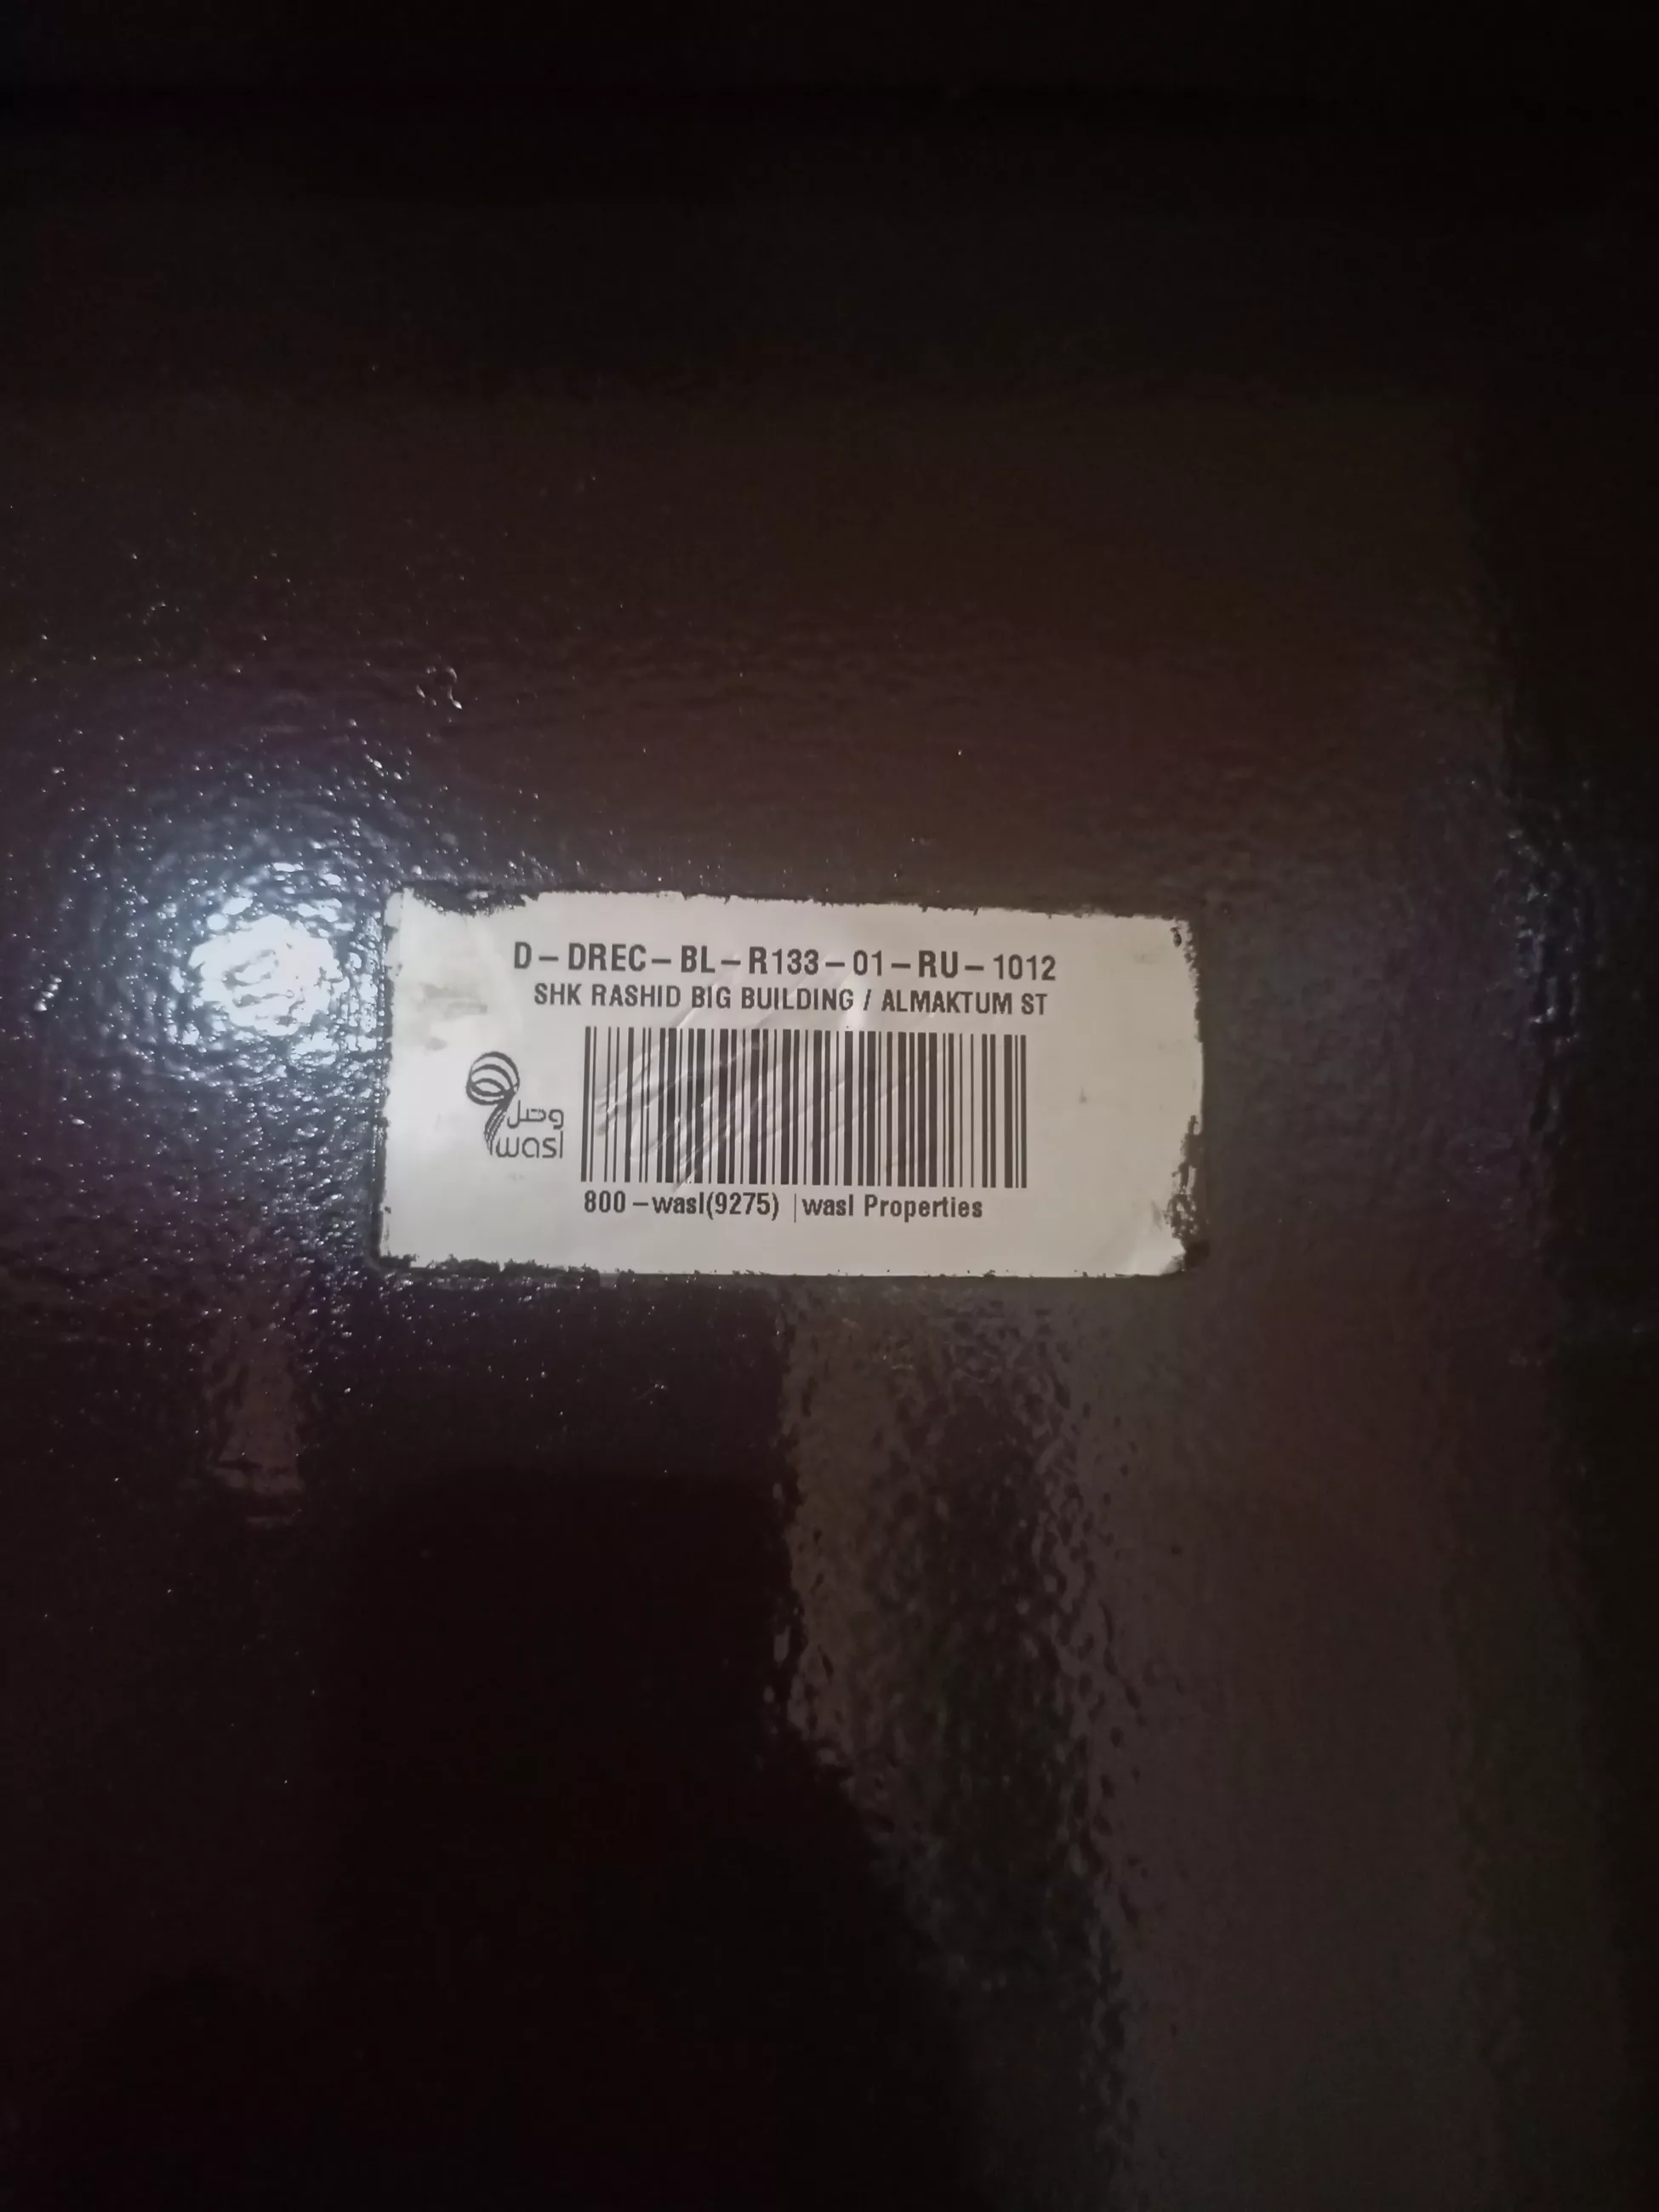 D-DREC-BL-R133-01-RU-1012
SHK RASHID BIG BUILDING / ALMAKTUM ST
وصل
wasl
800-wasl(9275) |wasl Properties